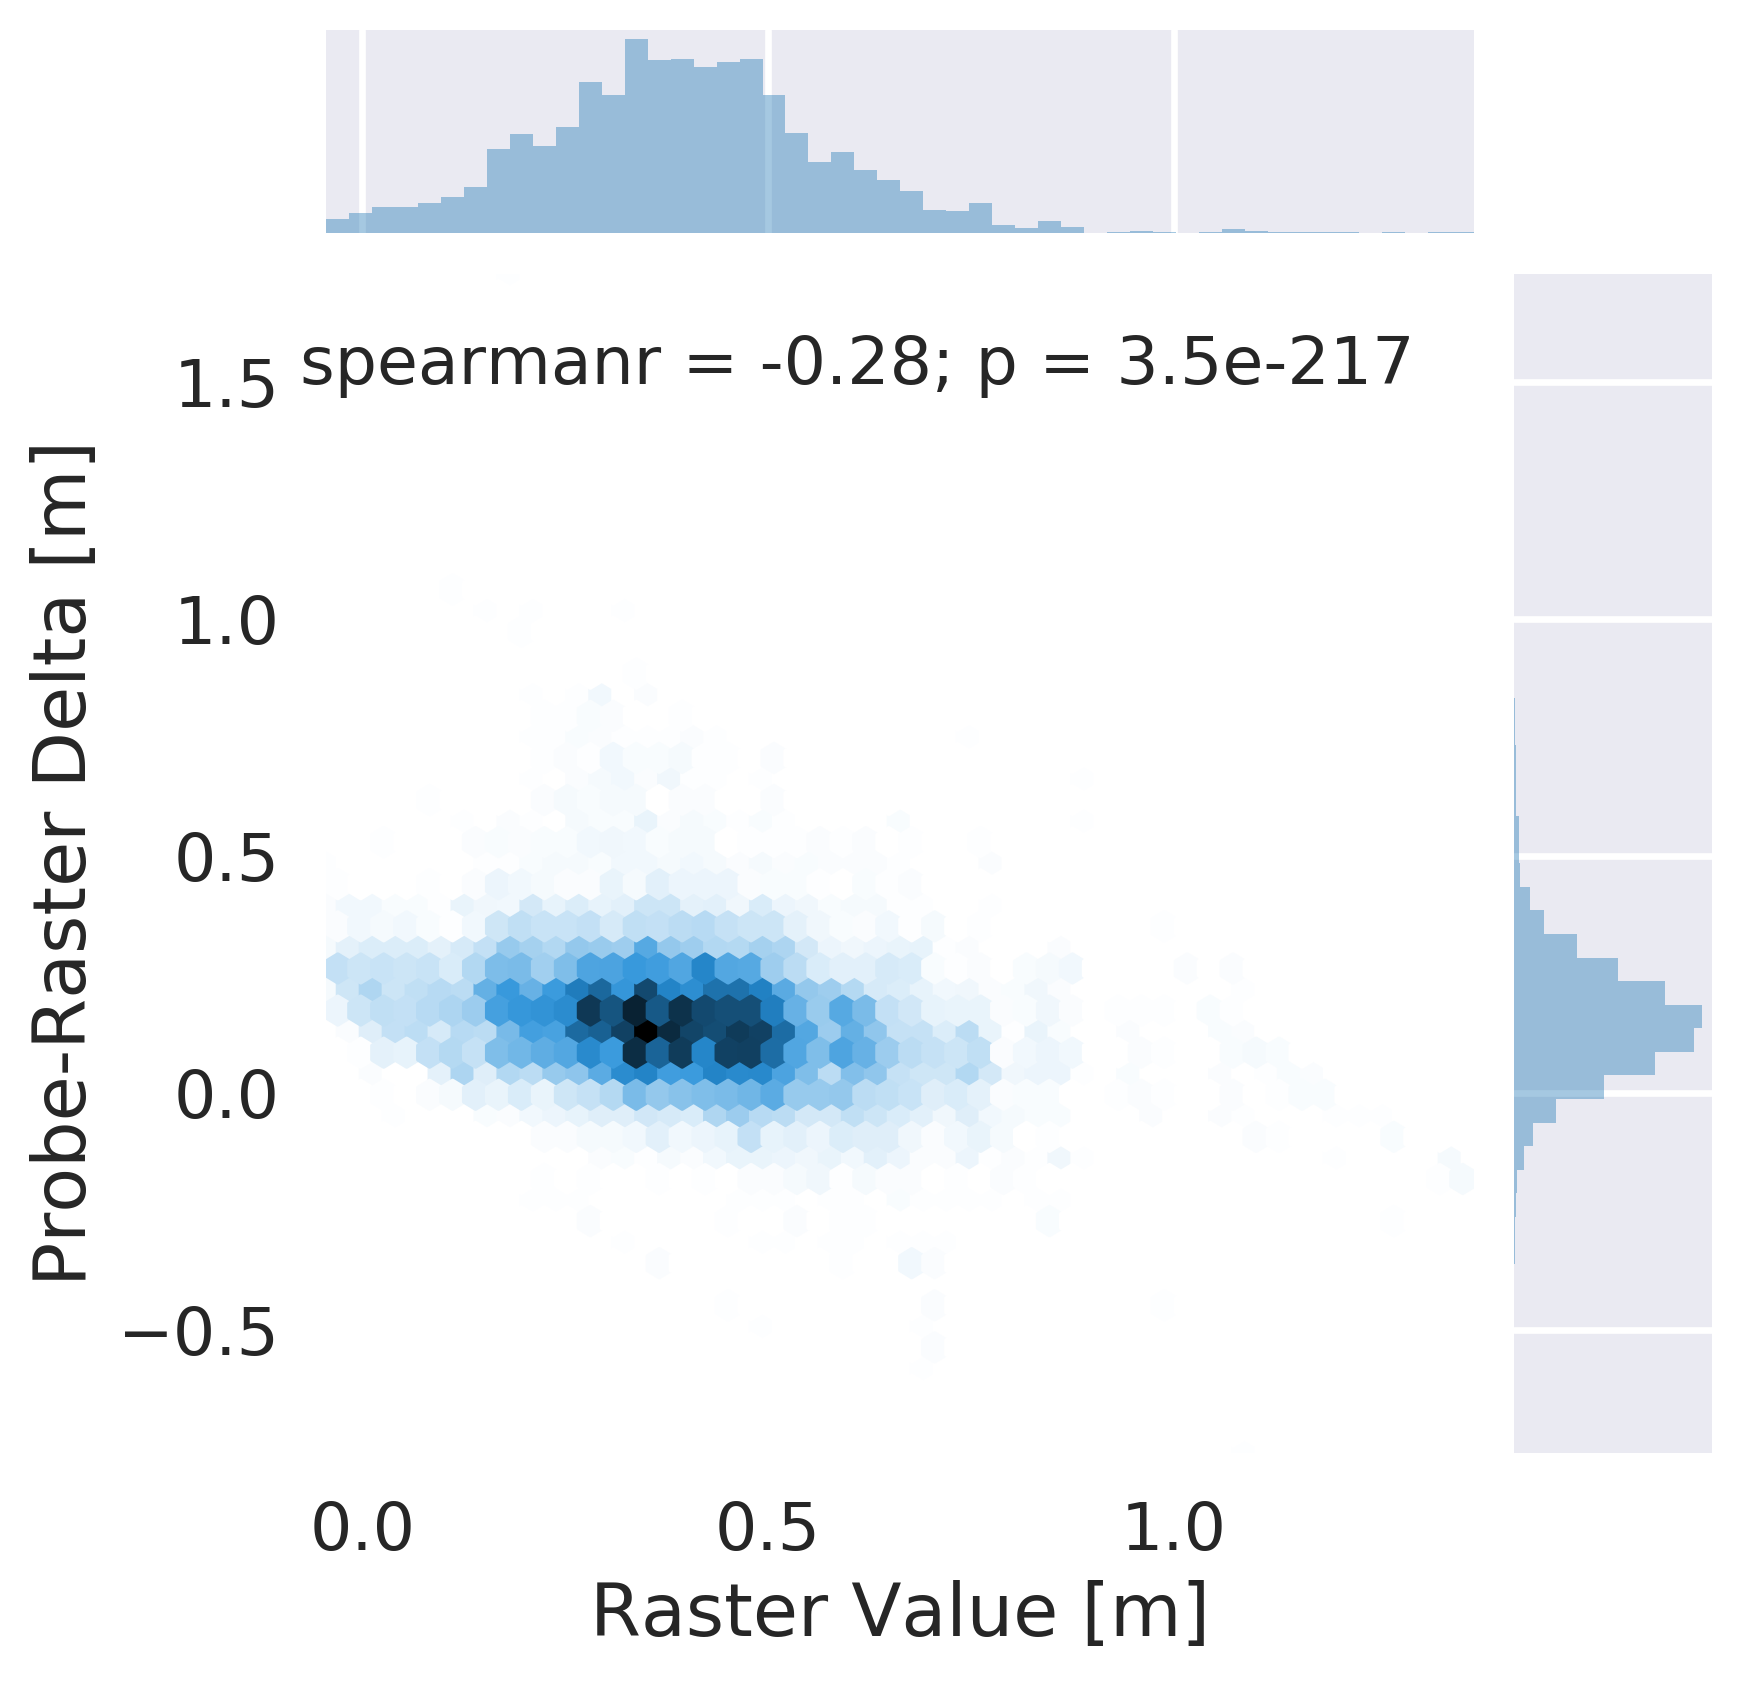 spearmanr = -0.28; p = 3.5e-217
Probe-Raster Delta [m]
1.5
1.0
0.5
0.0
−0.5
0.0 0.5 1.0
Raster Value [m]